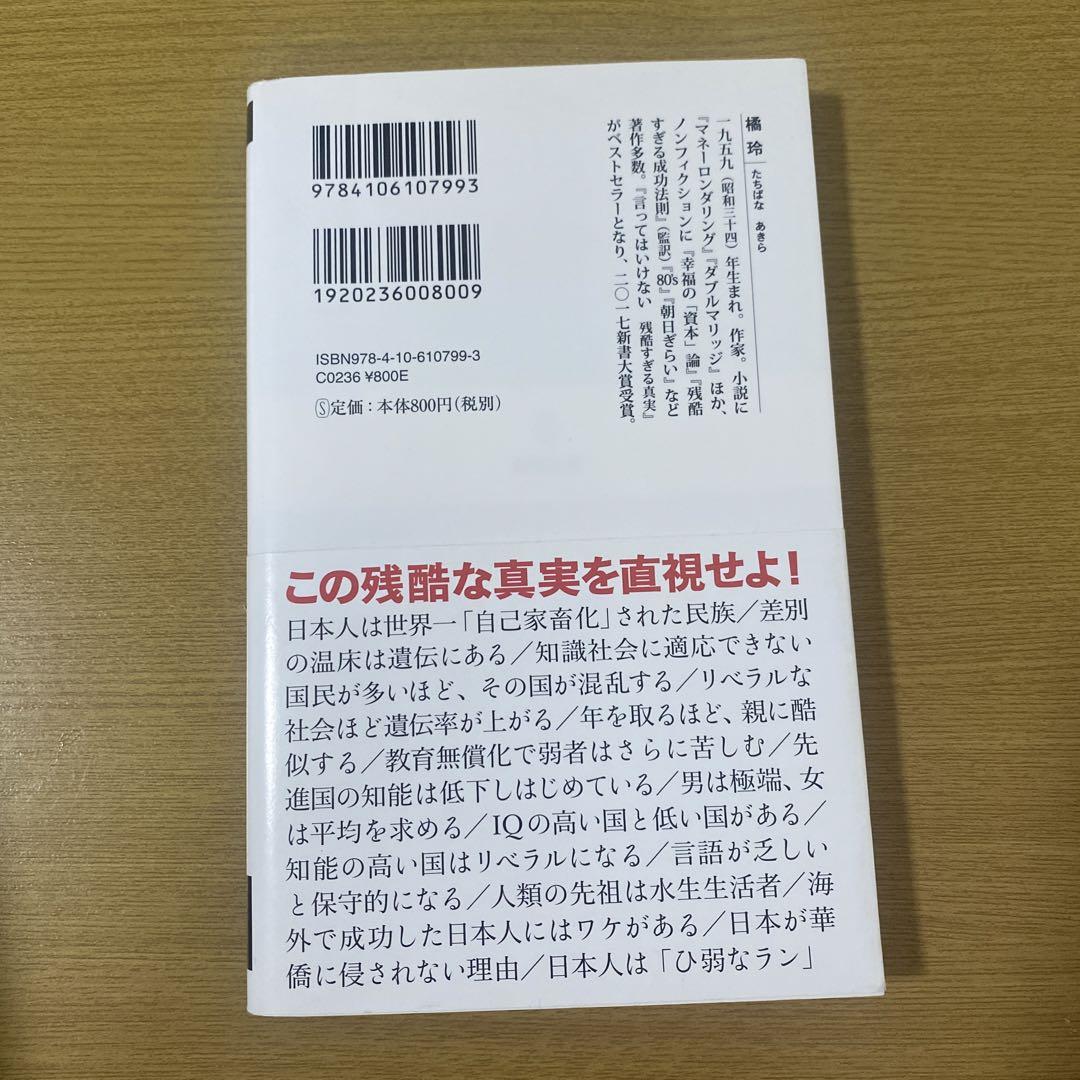 9784106107993
1920236008009
ISBN978-4-10-610799-3
C0236 ¥800E
Ⓢ定価：本体800円(税別)
橘 玲 たちばな あきら
一九五九（昭和三十四）年生まれ。作家。小説に
『マネーロンダリング』『ダブルマリッジ』ほか、
ノンフィクションに『幸福の「資本」論』『残酷
すぎる成功法則』（監訳）『80's』『朝日ぎらい』など
著作多数。『言ってはいけない 残酷すぎる真実』
がベストセラーとなり、二〇一七新書大賞受賞。
この残酷な真実を直視せよ！
日本人は世界一「自己家畜化」された民族／差別
の温床は遺伝にある／知識社会に適応できない
国民が多いほど、その国が混乱する／リベラルな
社会ほど遺伝率が上がる／年を取るほど、親に酷
似する／教育無償化で弱者はさらに苦しむ／先
進国の知能は低下しはじめている／男は極端、女
は平均を求める／IQの高い国と低い国がある／
知能の高い国はリベラルになる／言語が乏しい
と保守的になる／人類の先祖は水生生活者／海
外で成功した日本人にはワケがある／日本が華
僑に侵されない理由／日本人は「ひ弱なラン」